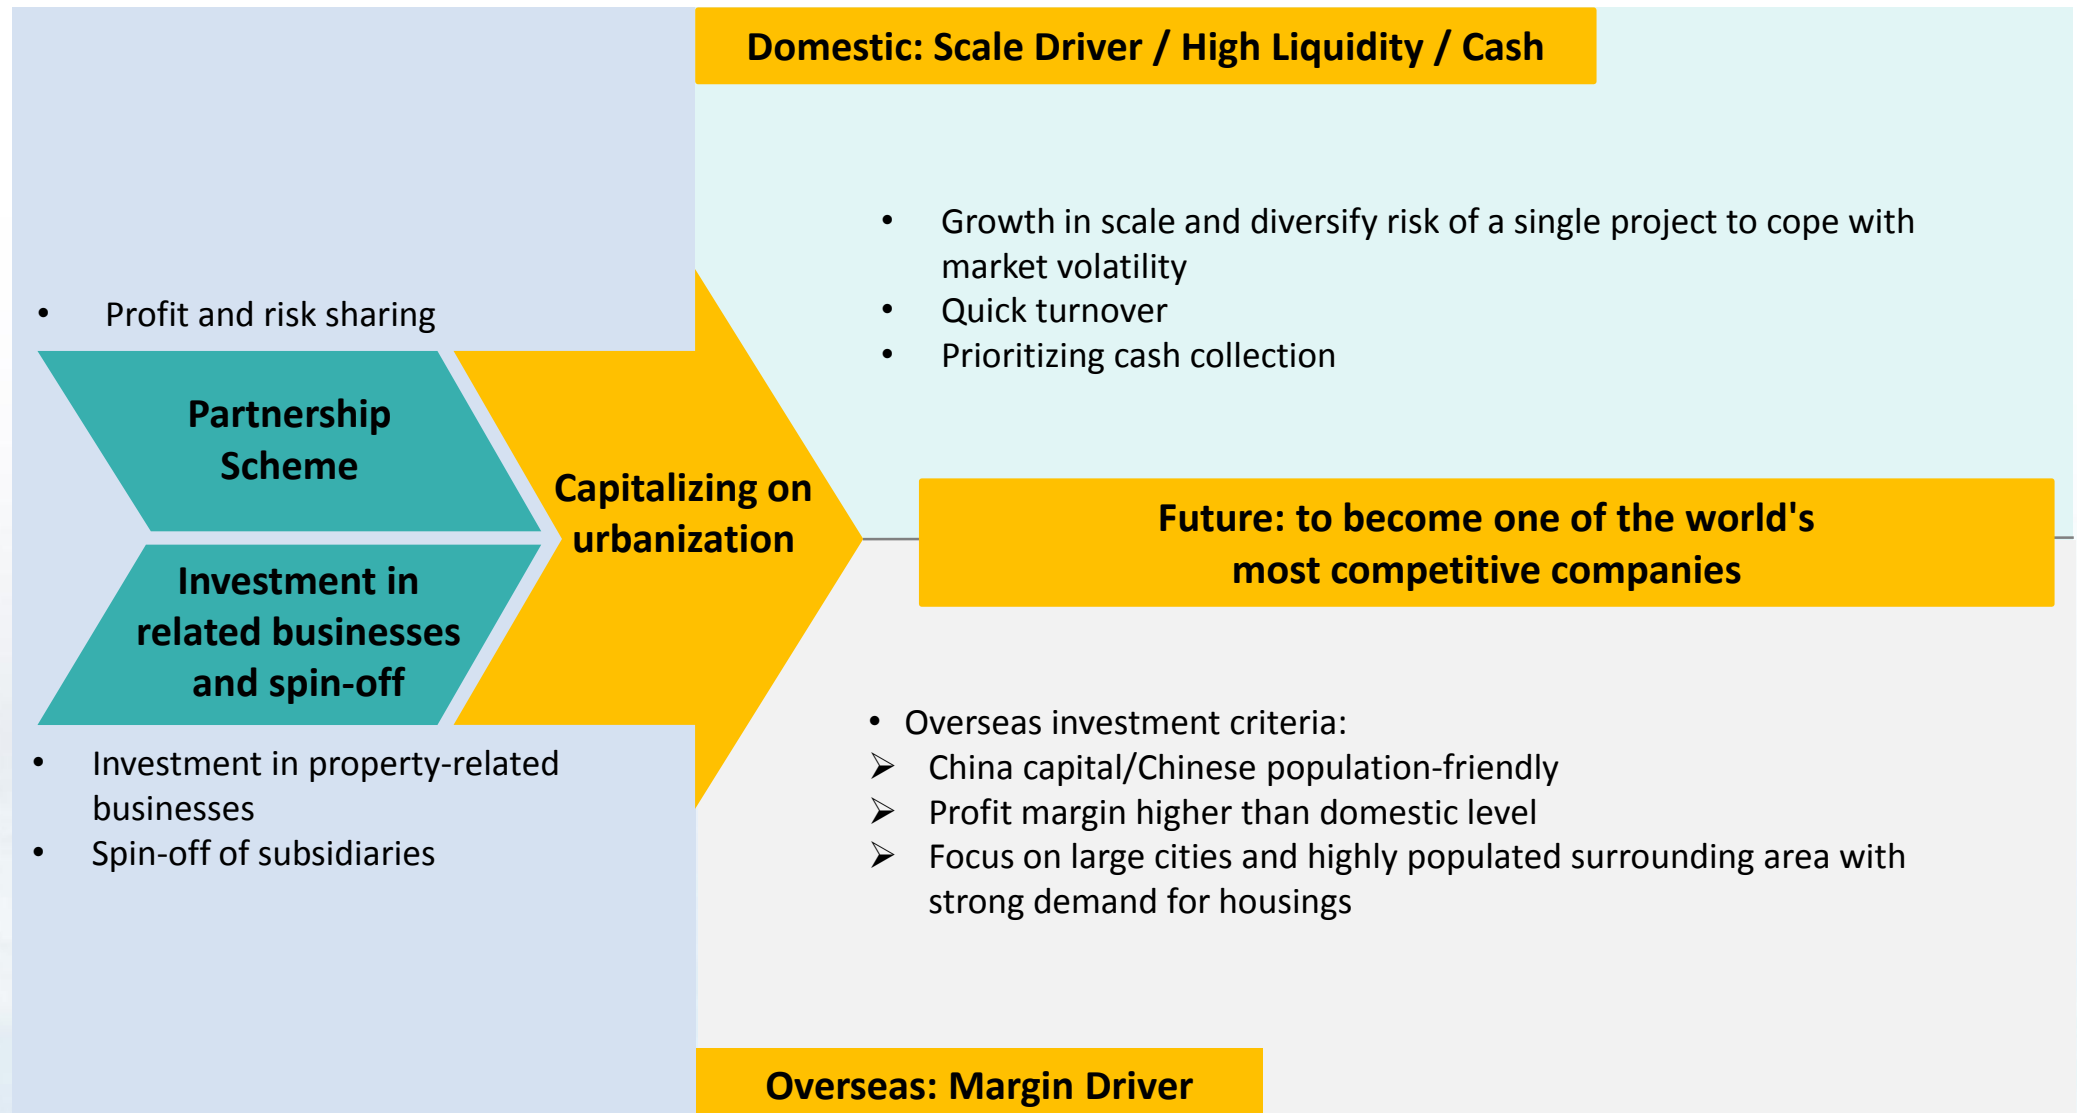 Domestic: Scale Driver / High Liquidity / Cash
• Growth in scale and diversify risk of a single project to cope with
market volatility
• Quick turnover
• Prioritizing cash collection
• Profit and risk sharing
Partnership
Scheme
Investment in
related businesses
and spin-off
• Investment in property-related
businesses
• Spin-off of subsidiaries
Capitalizing on
urbanization
Future: to become one of the world's
most competitive companies
• Overseas investment criteria:
➢ China capital/Chinese population-friendly
➢ Profit margin higher than domestic level
➢ Focus on large cities and highly populated surrounding area with
strong demand for housings
Overseas: Margin Driver